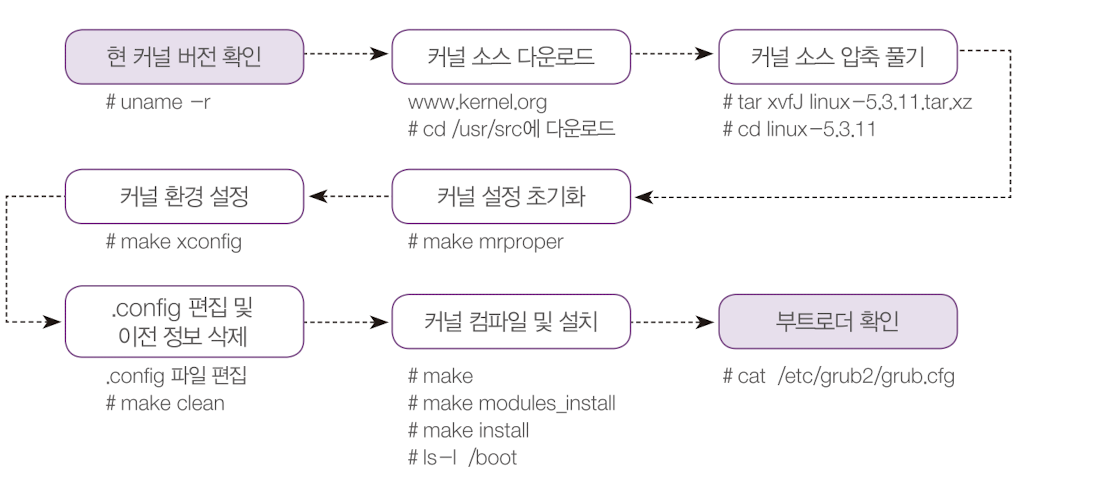 현 커널 버전 확인
# uname -r
커널 소스 다운로드
www.kernel.org
# cd /usr/src에 다운로드
커널 소스 압축 풀기
# tar xvfJ linux-5.3.11.tar.xz
# cd linux-5.3.11
커널 설정 초기화
# make mrproper
커널 환경 설정
# make xconfig
.config 편집 및
이전 정보 삭제
.config 파일 편집
# make clean
커널 컴파일 및 설치
# make
# make modules_install
# make install
# ls-l /boot
부트로더 확인
# cat /etc/grub2/grub.cfg